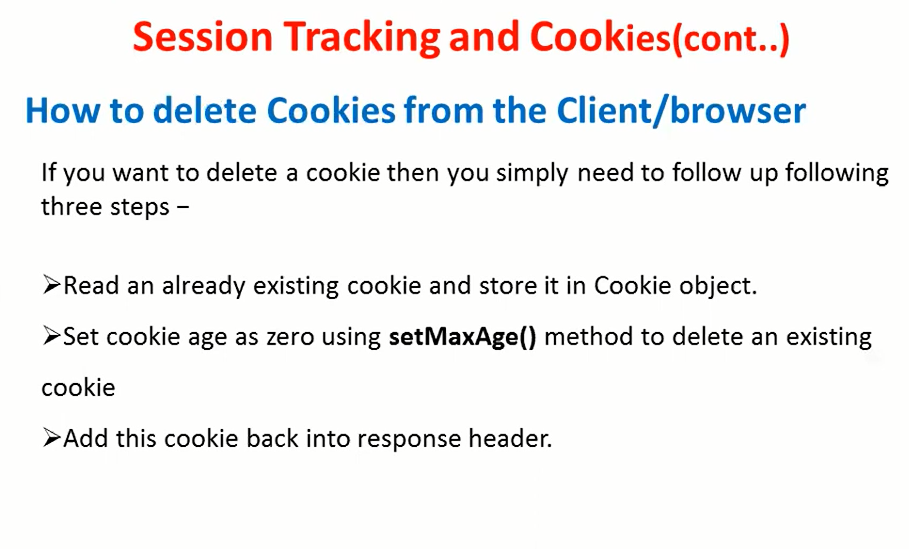 Session Tracking and Cookies(cont..)
How to delete Cookies from the Client/browser
If you want to delete a cookie then you simply need to follow up following
three steps −
➢Read an already existing cookie and store it in Cookie object.
➢Set cookie age as zero using setMaxAge() method to delete an existing
cookie
➢Add this cookie back into response header.